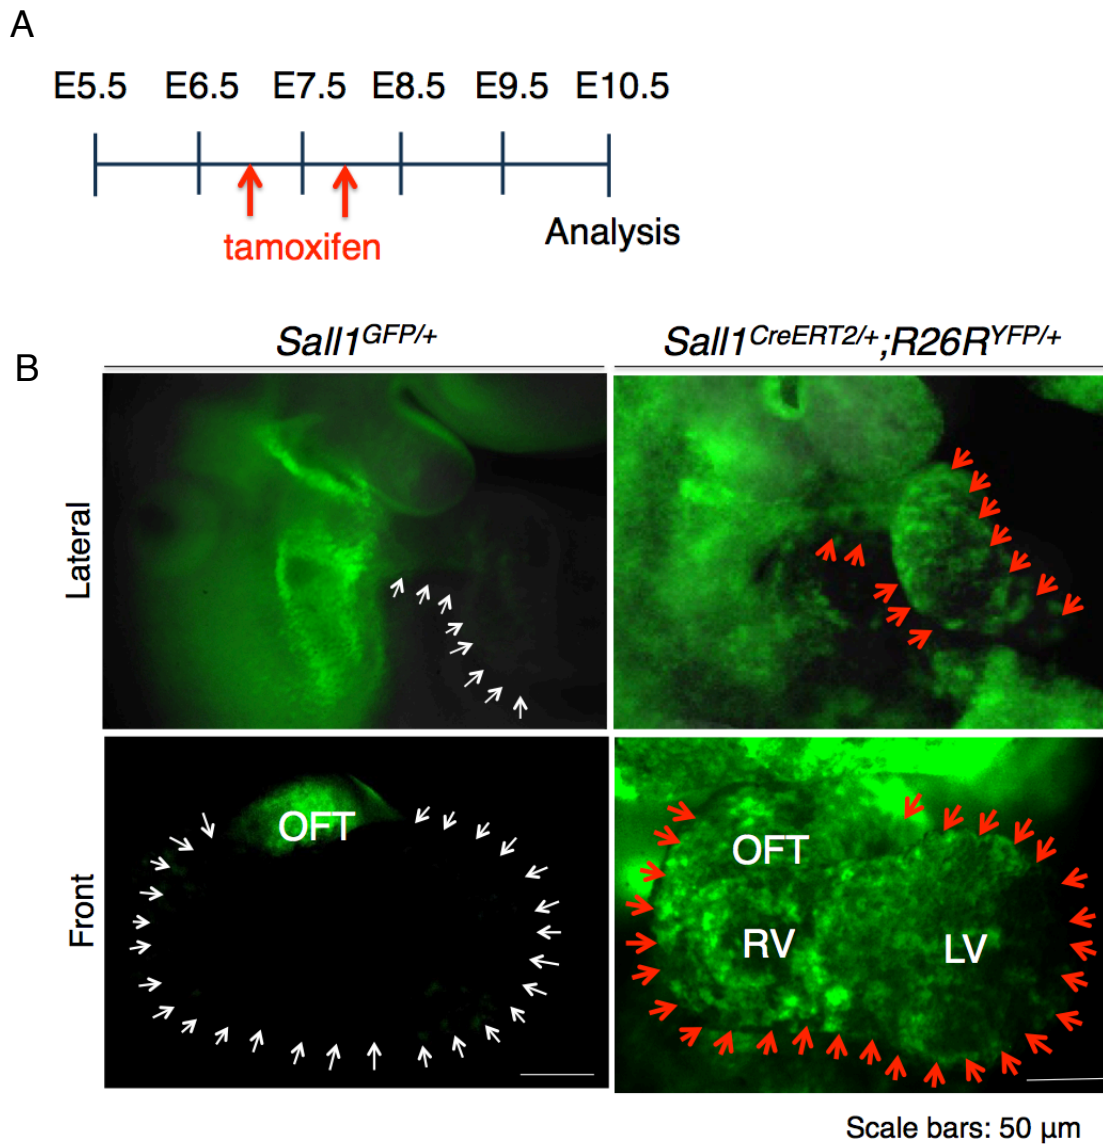 A
E5.5 E6.5 E7.5 E8.5 E9.5 E10.5
tamoxifen
Analysis
B
Sall1GFP/+ Sall1CreERT2/+;R26RYFP/+
Lateral
Front
OFT
OFT
RV
LV
Scale bars: 50 µm